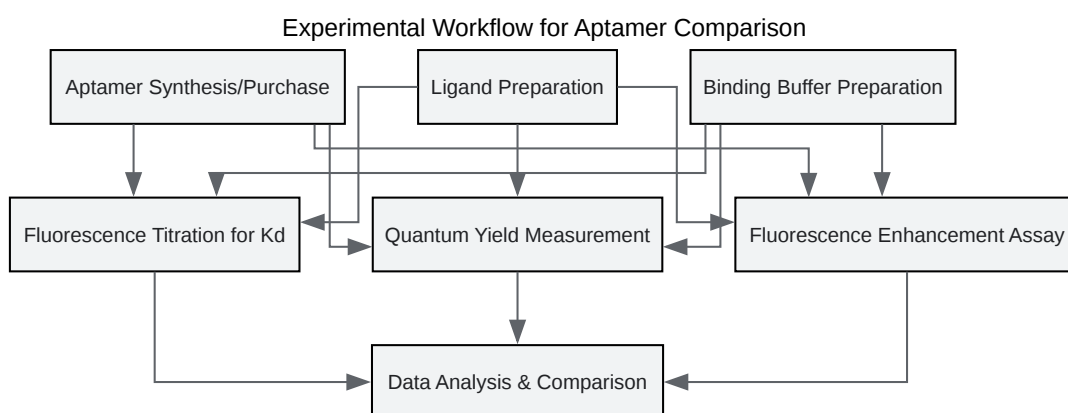 Experimental Workflow for Aptamer Comparison
Aptamer Synthesis/Purchase
Ligand Preparation
Binding Buffer Preparation
Fluorescence Titration for Kd
Quantum Yield Measurement
Fluorescence Enhancement Assay
Data Analysis & Comparison